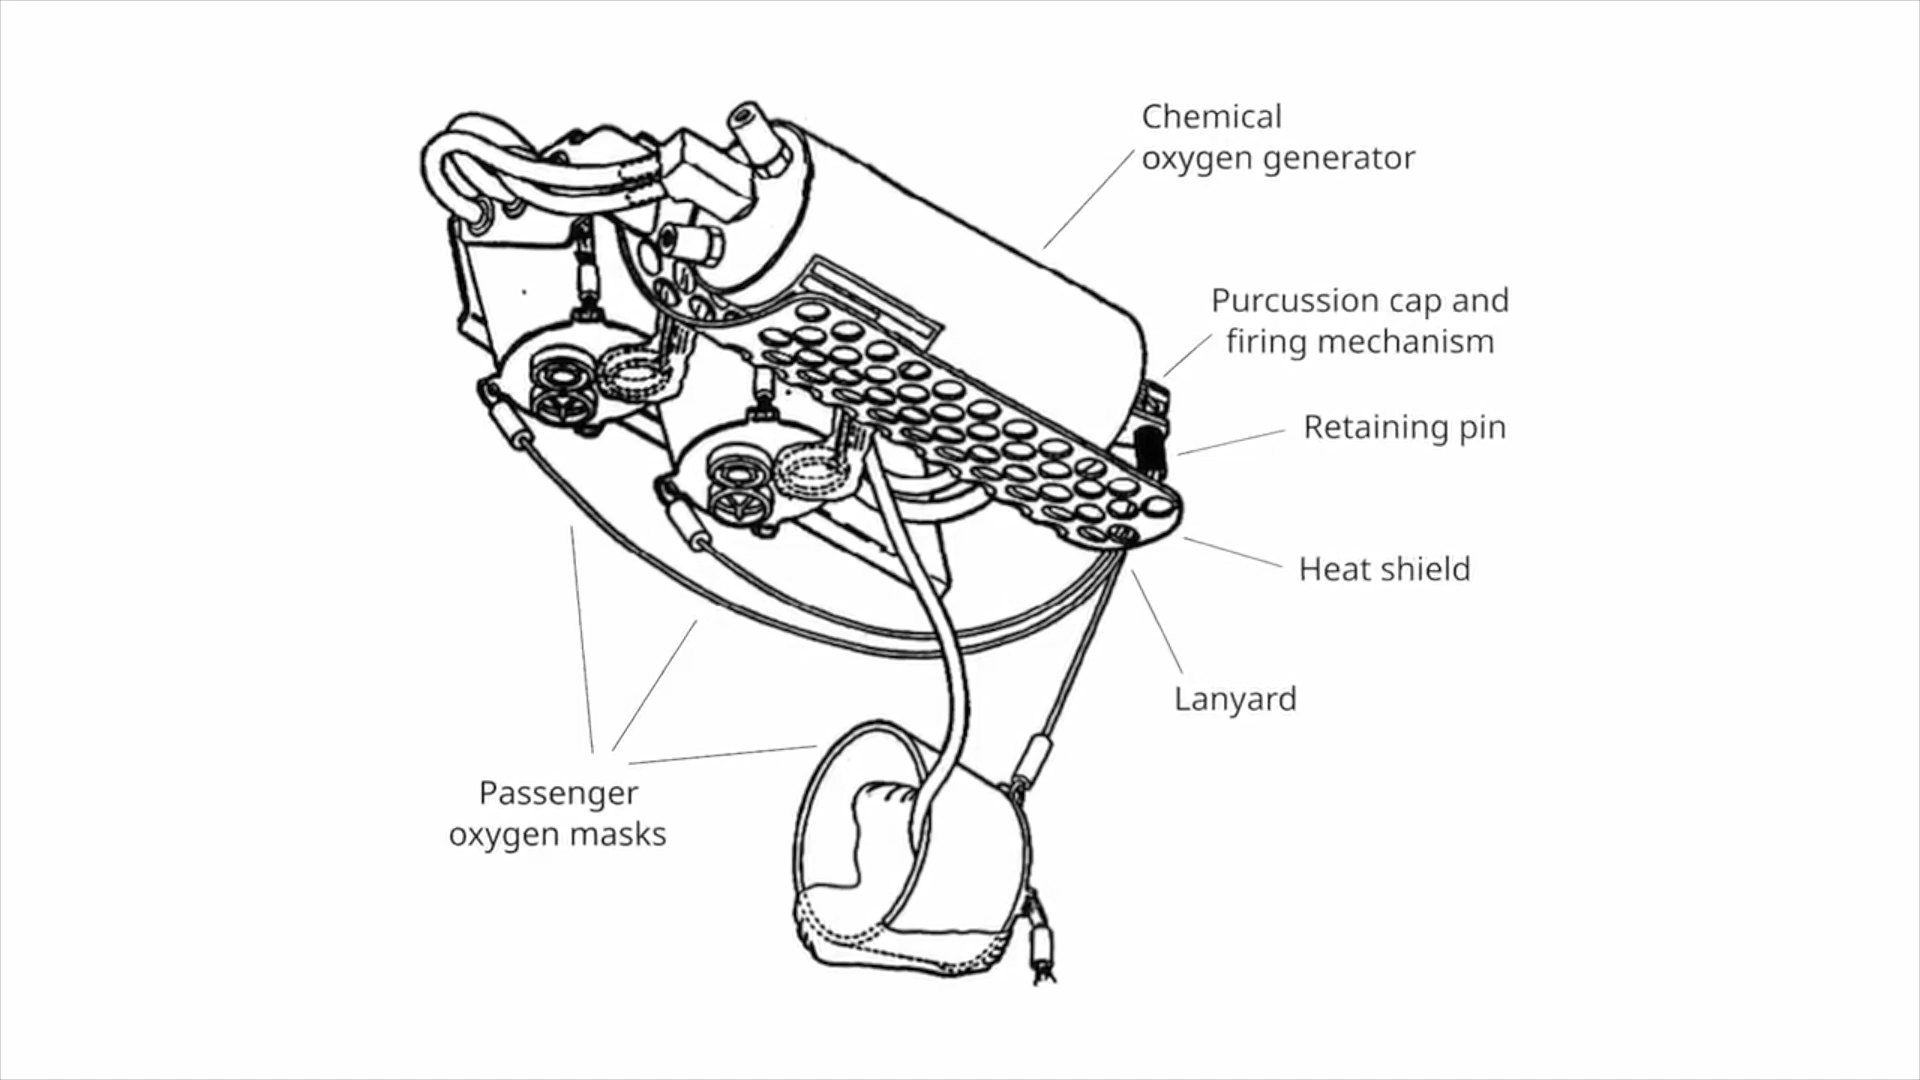 Chemical
oxygen generator
Purcussion cap and
firing mechanism
Retaining pin
Heat shield
Lanyard
Passenger
oxygen masks